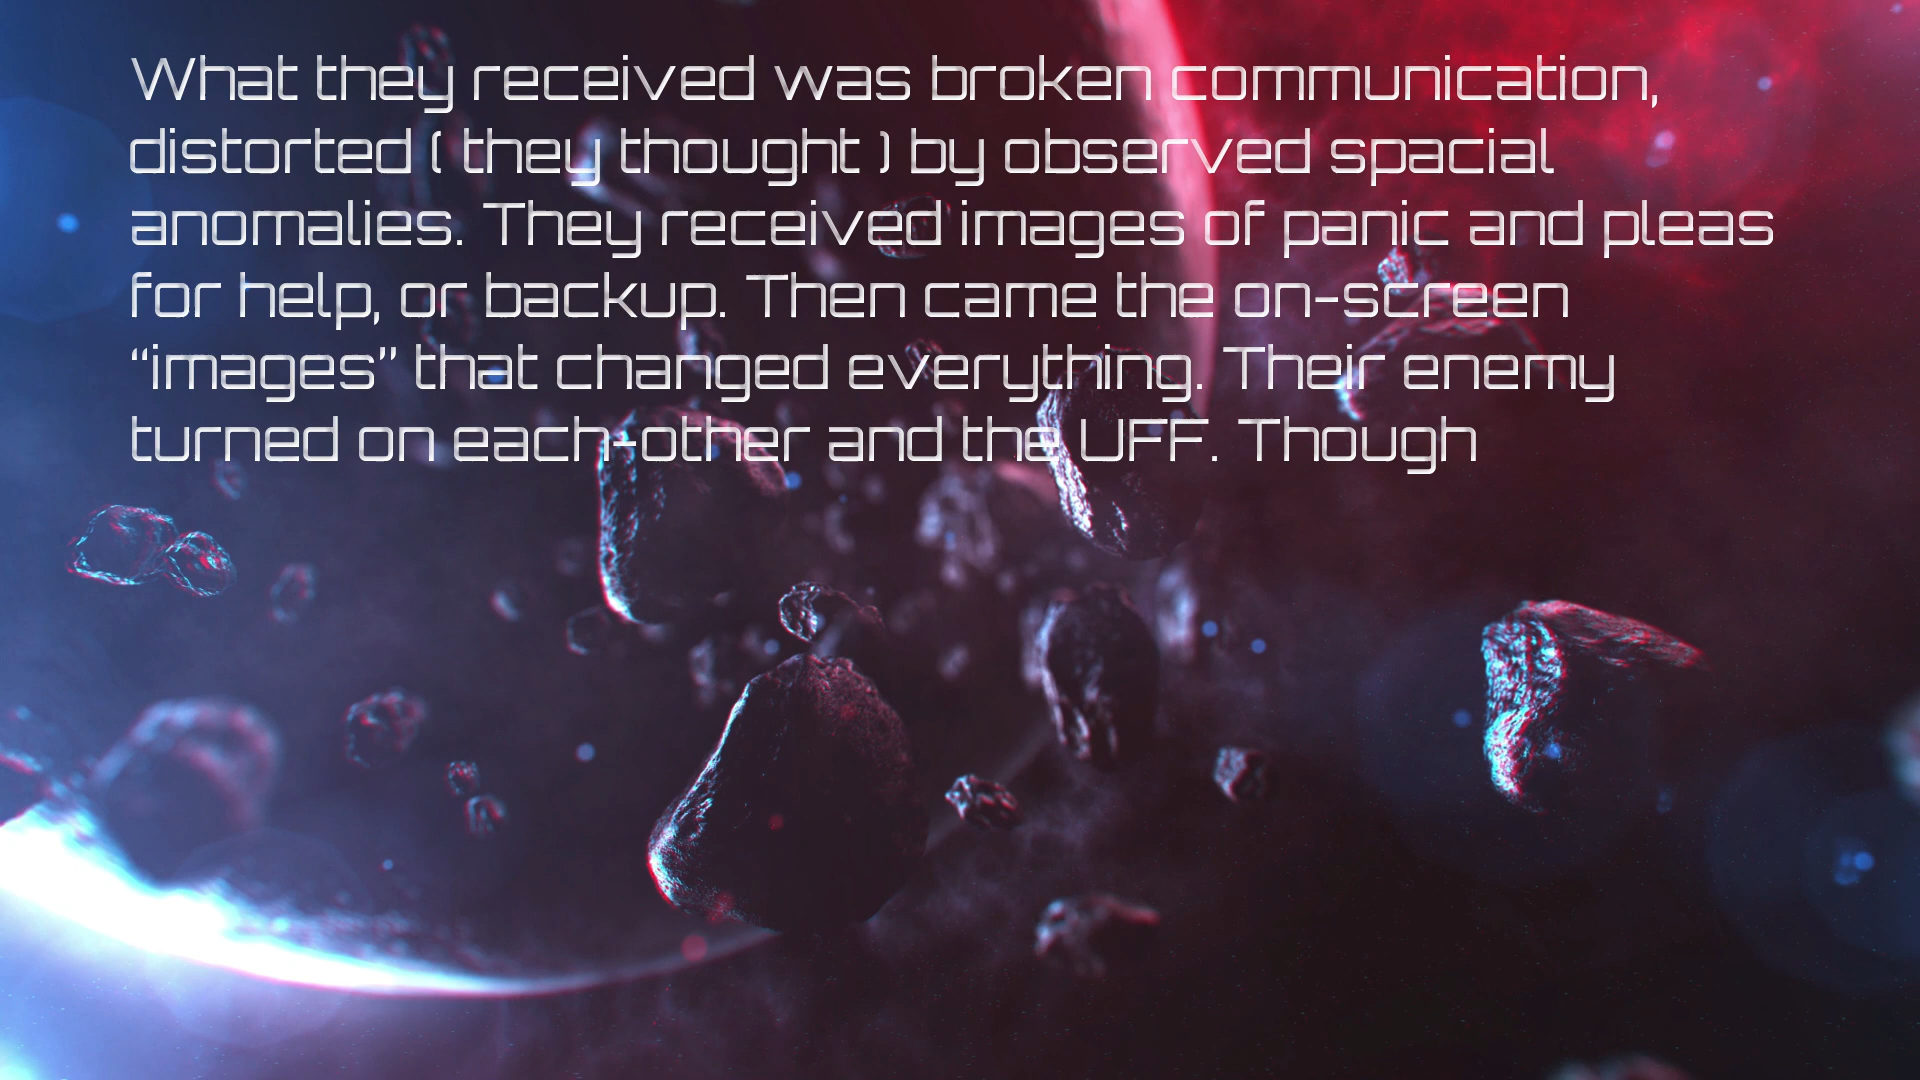 What they received was broken communication,
distorted ( they thought ) by observed spacial
anomalies. They received images of panic and pleas
for help, or backup. Then came the on-screen
“images” that changed everything. Their enemy
turned on each-other and the UFF. Though